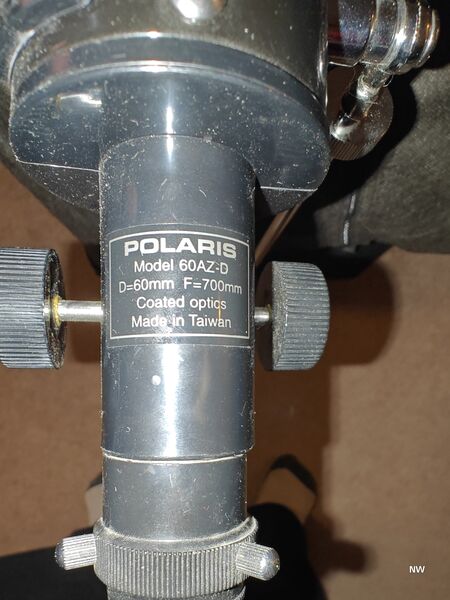 POLARIS
Model 60AZ-D
D=60mm F=700mm
Coated optics
Made in Taiwan
NW